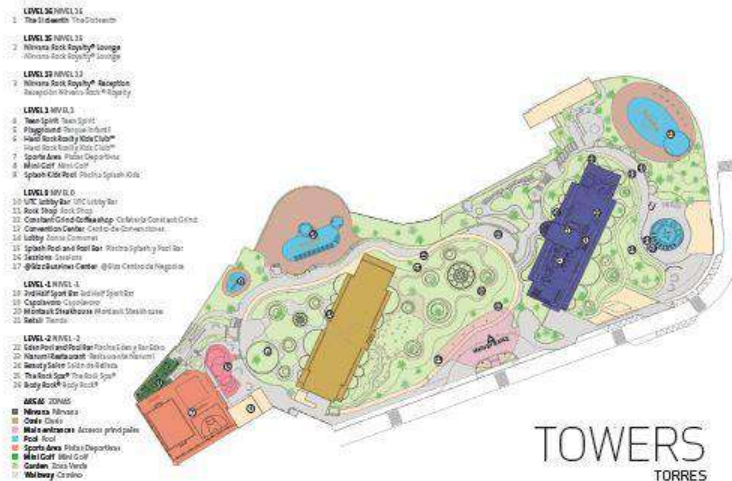 LEVEL 16 NIVEL 16
1 The Sixteenth The Sixteenth
LEVEL 15 NIVEL 15
2 Nirvana Rock Royalty® Lounge
Nirvana Rock Royalty® Lounge
LEVEL 13 NIVEL 13
3 Nirvana Rock Royalty® Reception
Recepción Nirvana Rock® Royalty
LEVEL 1 NIVEL 1
4 Teen Spirit Teen Spirit
5 Playground Parque Infantil
6 Hard Rock Roxity Kids Club™
Hard Rock Roxity Kids Club™
7 Sports Area Pistas Deportivas
8 Mini Golf Mini Golf
9 Splash Kids Pool Piscina Splash Kids
LEVEL 0 NIVEL 0
10 UTC Lobby Bar UTC Lobby Bar
11 Rock Shop Rock Shop
12 Constant Grind Coffee shop Cafetería Constant Grind
13 Convention Center Centro de Convenciones
14 Lobby Zonas Comunes
15 Splash Pool and Pool Bar Piscina Splash y Pool Bar
16 Sessions Sessions
17 @Bizz Business Center @Bizz Centro de Negocios
LEVEL -1 NIVEL -1
18 3rd Half Sport Bar 3rd Half Sport Bar
19 Capolavoro Capolavoro
20 Montauk Steakhouse Montauk Steakhouse
21 Retail Tienda
LEVEL -2 NIVEL -2
22 Eden Pool and Pool Bar Piscina Eden y Bar Eden
23 Narumi Restaurant Restaurante Narumi
24 Beauty Salon Salón de Belleza
25 The Rock Spa® The Rock Spa®
26 Body Rock® Body Rock®
AREAS ZONAS
Nirvana Nirvana
Oasis Oasis
Main entrances Accesos principales
Pool Pool
Sports Area Pistas Deportivas
Mini Golf Mini Golf
Garden Zona Verde
Walkway Camino
TOWERS
TORRES